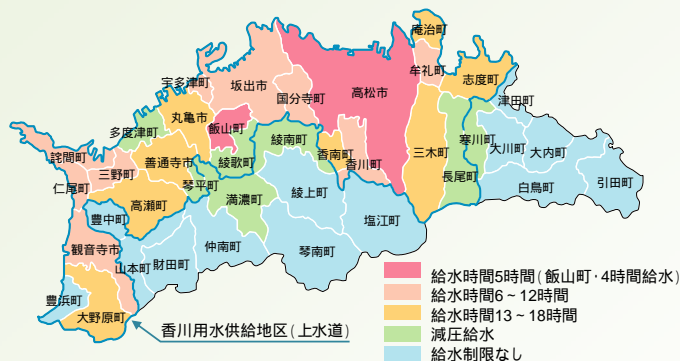 庵治町
牟礼町
志度町
宇多津町
坂出市
国分寺町
高松市
津田町
多度津町
丸亀市
飯山町
綾南町
香南町
香川町
三木町
寒川町
大川町
大内町
引田町
白鳥町
長尾町
詫間町
三野町
善通寺市
綾歌町
仁尾町
高瀬町
琴平町
満濃町
綾上町
塩江町
豊中町
観音寺市
山本町
財田町
仲南町
琴南町
豊浜町
大野原町
香川用水供給地区(上水道)
給水時間5時間(飯山町・4時間給水)
給水時間6~12時間
給水時間13~18時間
減圧給水
給水制限なし